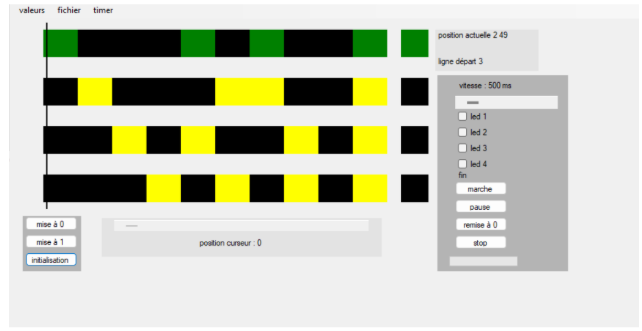 valeurs fichier timer
position actuelle 2 49
ligne départ 3
vitesse : 500 ms
led 1
led 2
led 3
led 4
fin
marche
pause
remise à 0
stop
mise à 0
mise à 1
initialisation
position curseur : 0